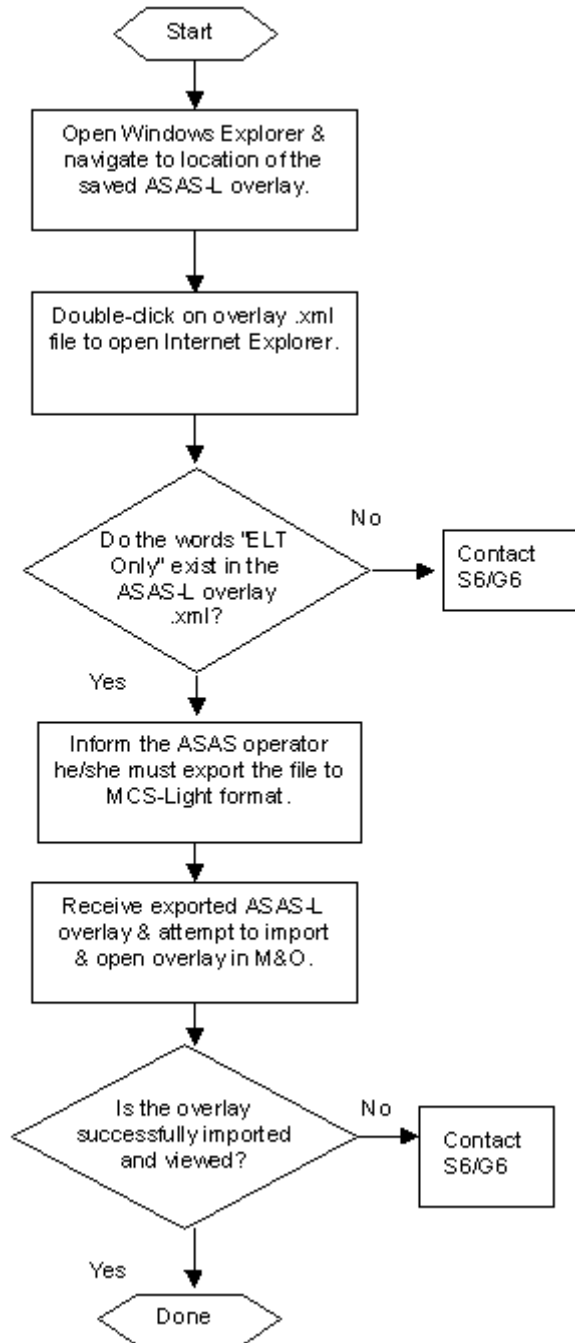 Start
Open Windows Explorer &
navigate to location of the
saved ASAS-L overlay.
Double-click on overlay .xml
file to open Internet Explorer.
Do the words "ELT
Only" exist in the
ASAS-L overlay
.xml?
No
Contact
S6/G6
Yes
Inform the ASAS operator
he/she must export the file to
MCS-Light format.
Receive exported ASAS-L
overlay & attempt to import
& open overlay in M&O.
Is the overlay
successfully imported
and viewed?
No
Contact
S6/G6
Yes
Done